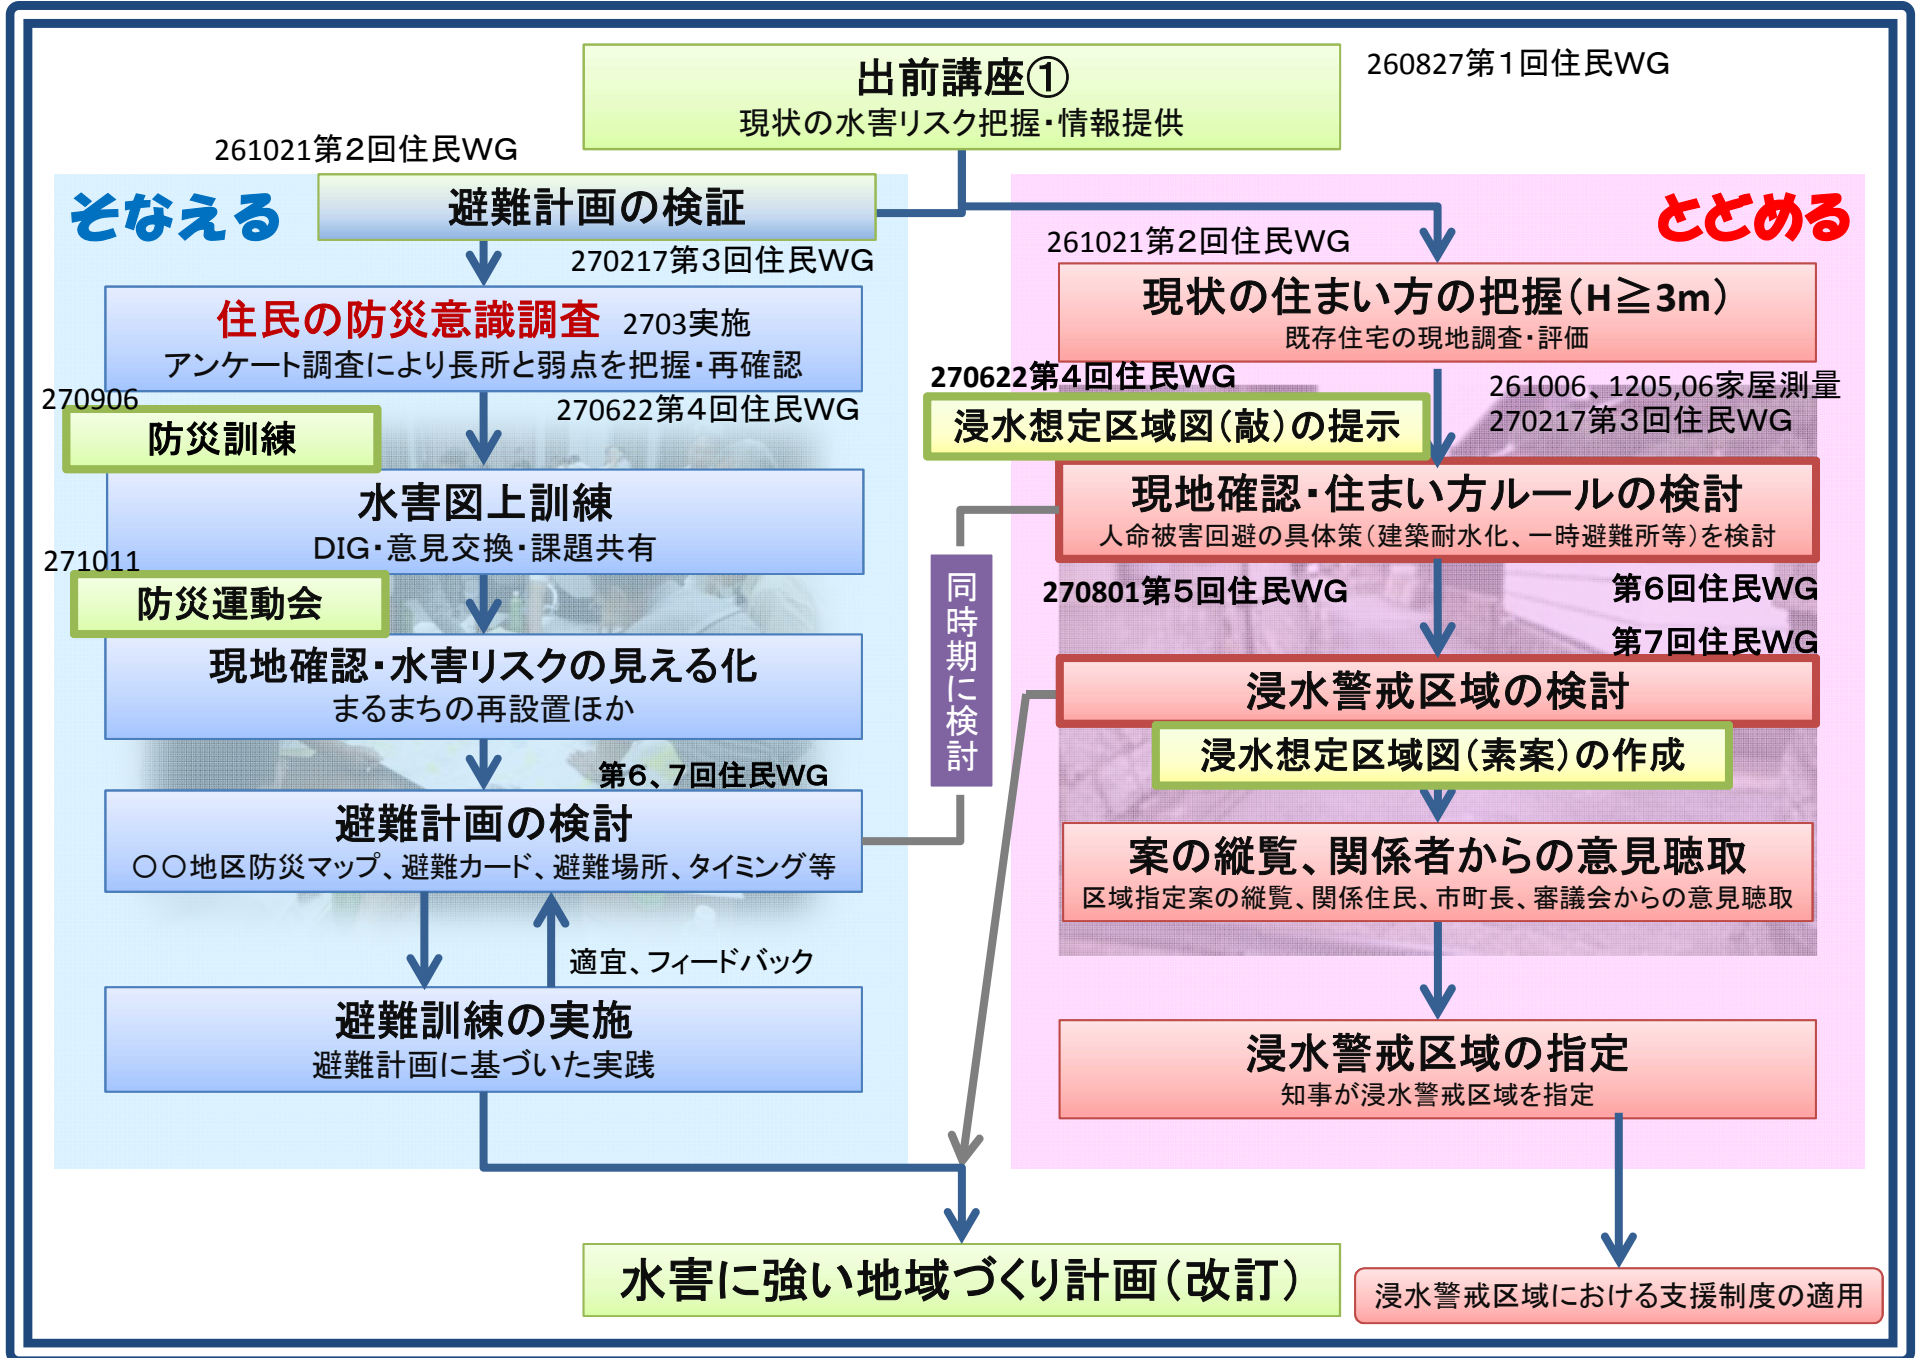 出前講座①
現状の水害リスク把握・情報提供
260827第1回住民WG
261021第2回住民WG
そなえる
避難計画の検証
270217第3回住民WG
住民の防災意識調査 2703実施
アンケート調査により長所と弱点を把握・再確認
270906
防災訓練
270622第4回住民WG
水害図上訓練
DIG・意見交換・課題共有
271011
防災運動会
現地確認・水害リスクの見える化
まるまちの再設置ほか
第6、7回住民WG
避難計画の検討
〇〇地区防災マップ、避難カード、避難場所、タイミング等
適宜、フィードバック
避難訓練の実施
避難計画に基づいた実践
同時期に検討
とどめる
261021第2回住民WG
現状の住まい方の把握(H≧3m)
既存住宅の現地調査・評価
270622第4回住民WG
261006、1205,06家屋測量
270217第3回住民WG
浸水想定区域図(敲)の提示
現地確認・住まい方ルールの検討
人命被害回避の具体策(建築耐水化、一時避難所等)を検討
270801第5回住民WG
第6回住民WG
第7回住民WG
浸水警戒区域の検討
浸水想定区域図(素案)の作成
案の縦覧、関係者からの意見聴取
区域指定案の縦覧、関係住民、市町長、審議会からの意見聴取
浸水警戒区域の指定
知事が浸水警戒区域を指定
水害に強い地域づくり計画(改訂)
浸水警戒区域における支援制度の適用